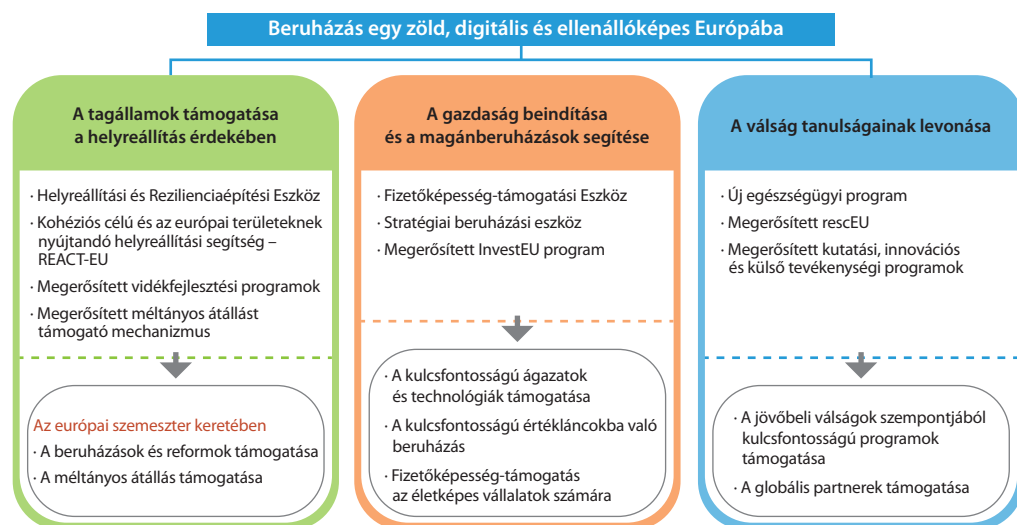 Beruházás egy zöld, digitális és ellenállóképes Európába
A tagállamok támogatása
a helyreállítás érdekében
· Helyreállítási és Rezilienciaépítési Eszköz
· Kohéziós célú és az európai területeknek
nyújtandó helyreállítási segítség –
REACT-EU
· Megerősített vidékfejlesztési programok
· Megerősített méltányos átállást
támogató mechanizmus
Az európai szemeszter keretében
· A beruházások és reformok támogatása
· A méltányos átállás támogatása
A gazdaság beindítása
és a magánberuházások segítése
· Fizetőképesség-támogatási Eszköz
· Stratégiai beruházási eszköz
· Megerősített InvestEU program
· A kulcsfontosságú ágazatok
és technológiák támogatása
· A kulcsfontosságú értékláncokba való
beruházás
· Fizetőképesség-támogatás
az életképes vállalatok számára
A válság tanulságainak levonása
· Új egészségügyi program
· Megerősített rescEU
· Megerősített kutatási, innovációs
és külső tevékenységi programok
· A jövőbeli válságok szempontjából
kulcsfontosságú programok
támogatása
· A globális partnerek támogatása